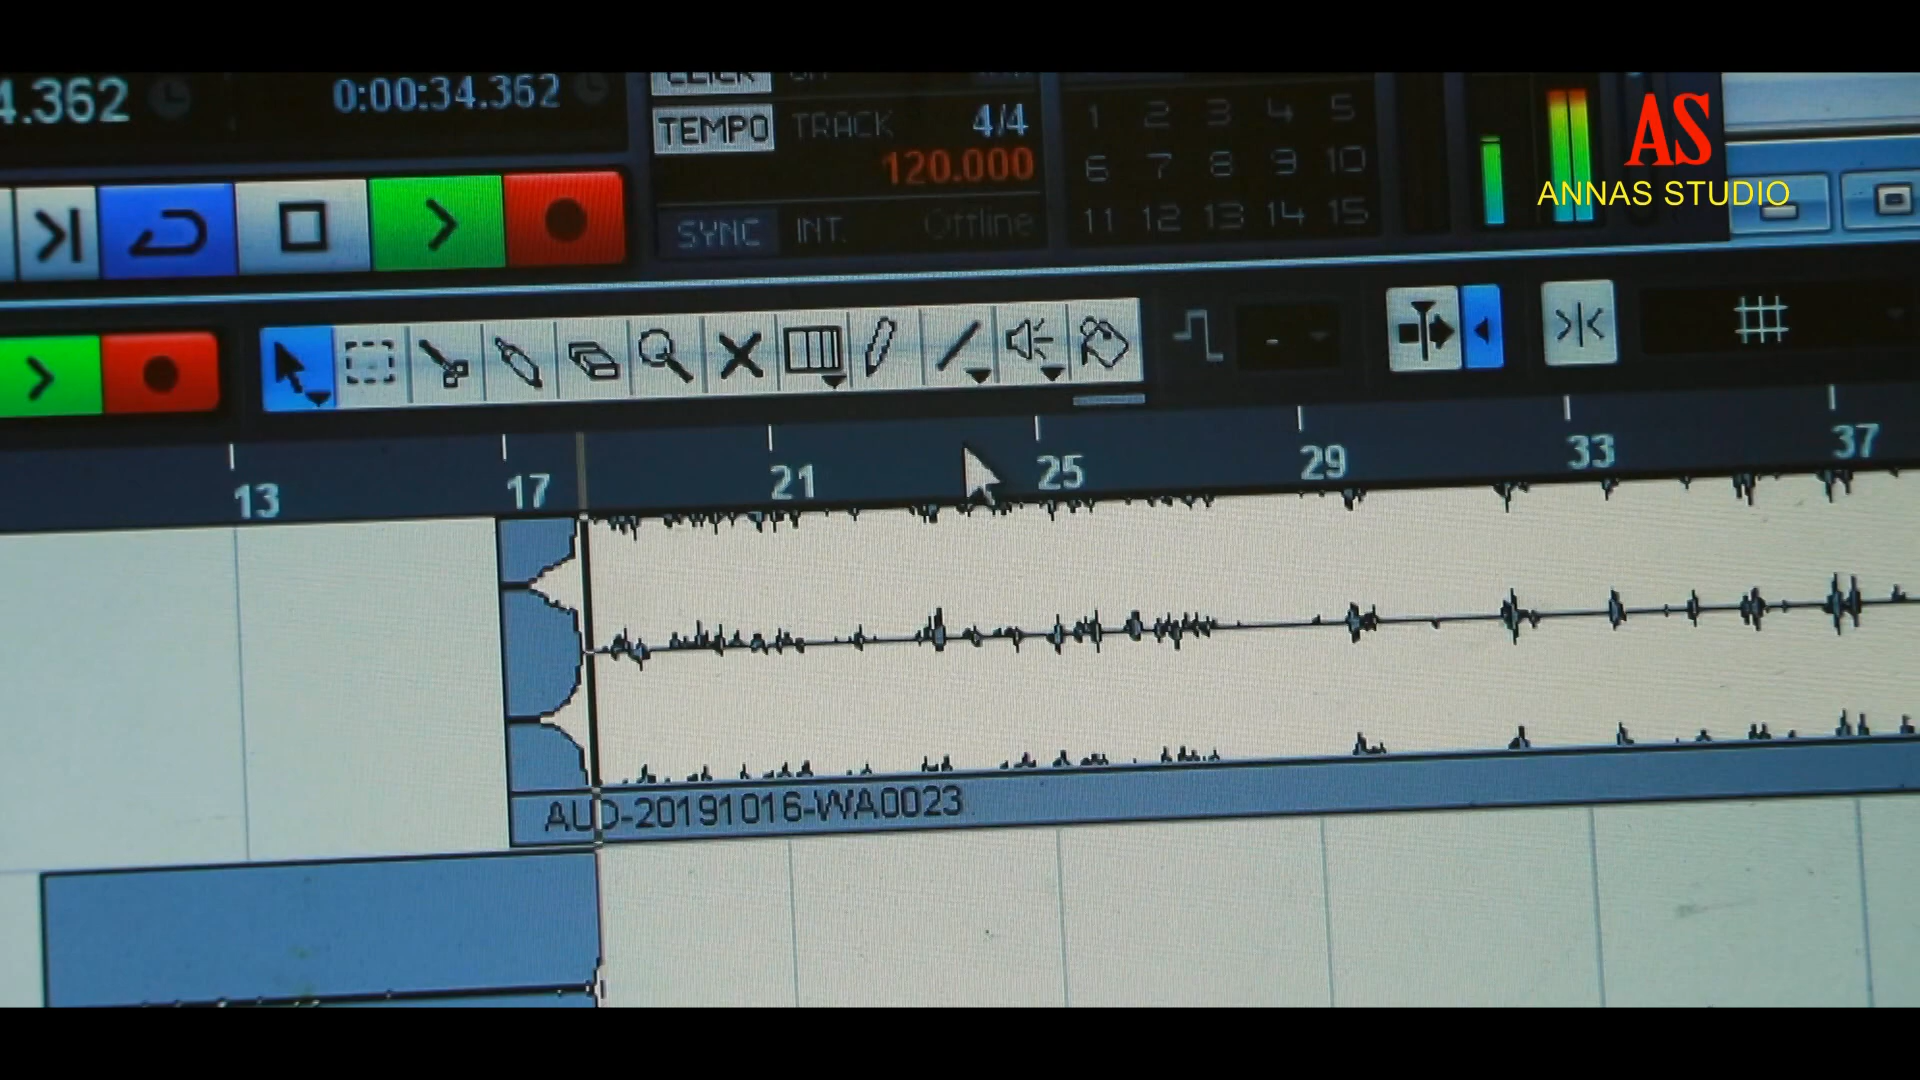 4.362
0:00:34.362
CLICK
TEMPO TRACK 4/4
120.000
SYNC INT. Offline
1 2 3 4 5
6 7 8 9 10
11 12 13 14 15
AS
ANNAS STUDIO
13 17 21 25 29 33 37
AUD-20191016-WA0023